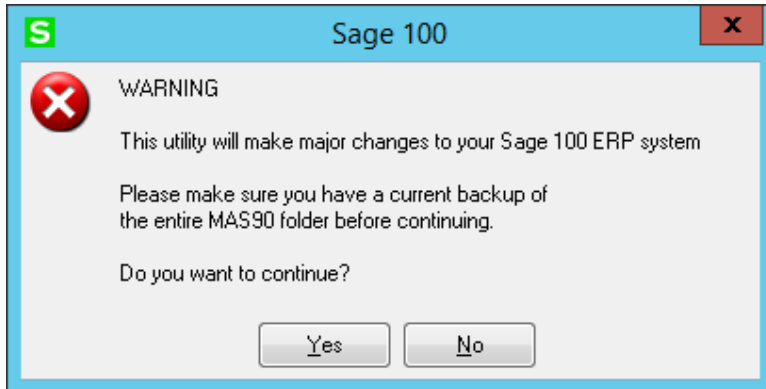 S
Sage 100
x
WARNING
This utility will make major changes to your Sage 100 ERP system
Please make sure you have a current backup of
the entire MAS90 folder before continuing.
Do you want to continue?
Yes
No